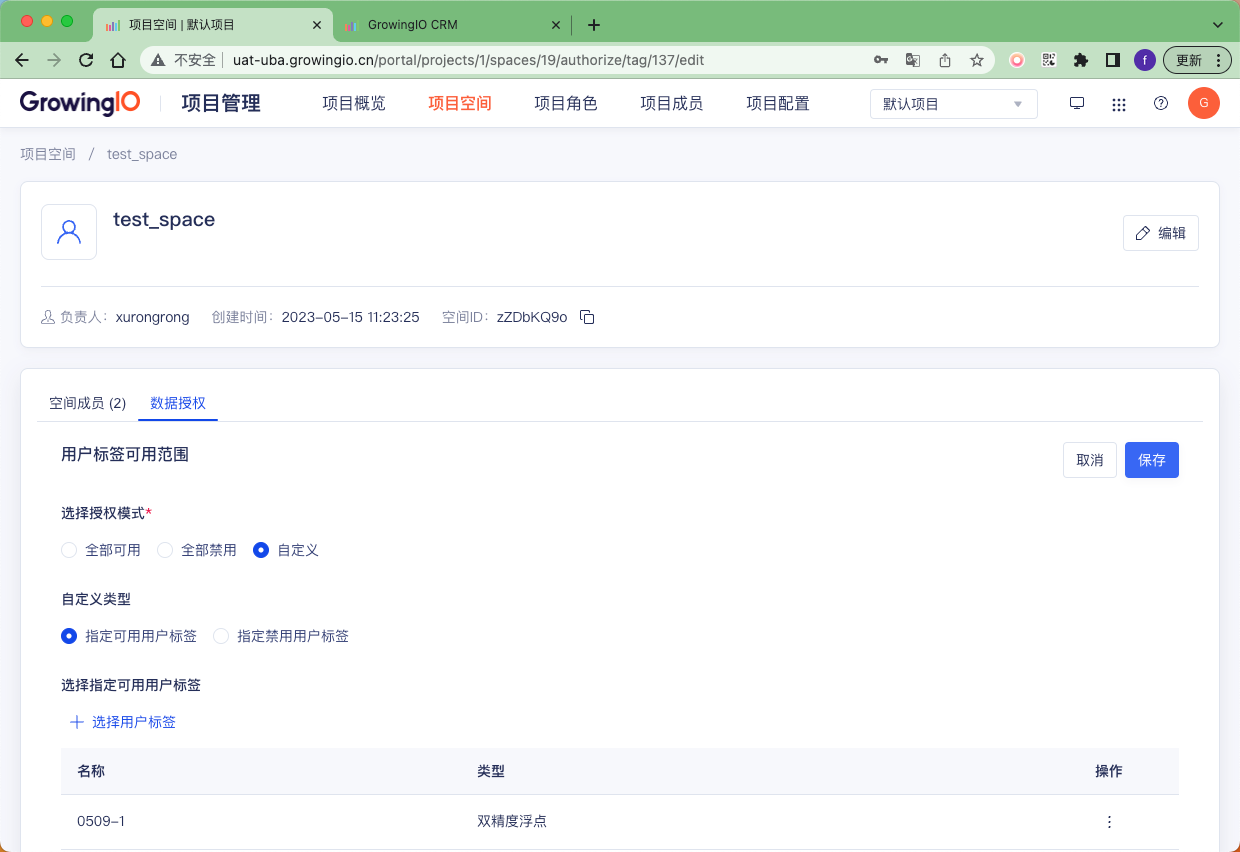 项目空间 | 默认项目
GrowingIO CRM
不安全
uat-uba.growingio.cn/portal/projects/1/spaces/19/authorize/tag/137/edit
f
更新
GrowingIO
项目管理
项目概览
项目空间
项目角色
项目成员
项目配置
默认项目
G
项目空间 / test_space
test_space
编辑
负责人: xurongrong 创建时间: 2023-05-15 11:23:25 空间ID: zZDbKQ9o
空间成员 (2) 数据授权
用户标签可用范围
取消 保存
选择授权模式*
全部可用 全部禁用 自定义
自定义类型
指定可用用户标签 指定禁用用户标签
选择指定可用用户标签
选择用户标签
名称 类型 操作
0509-1 双精度浮点